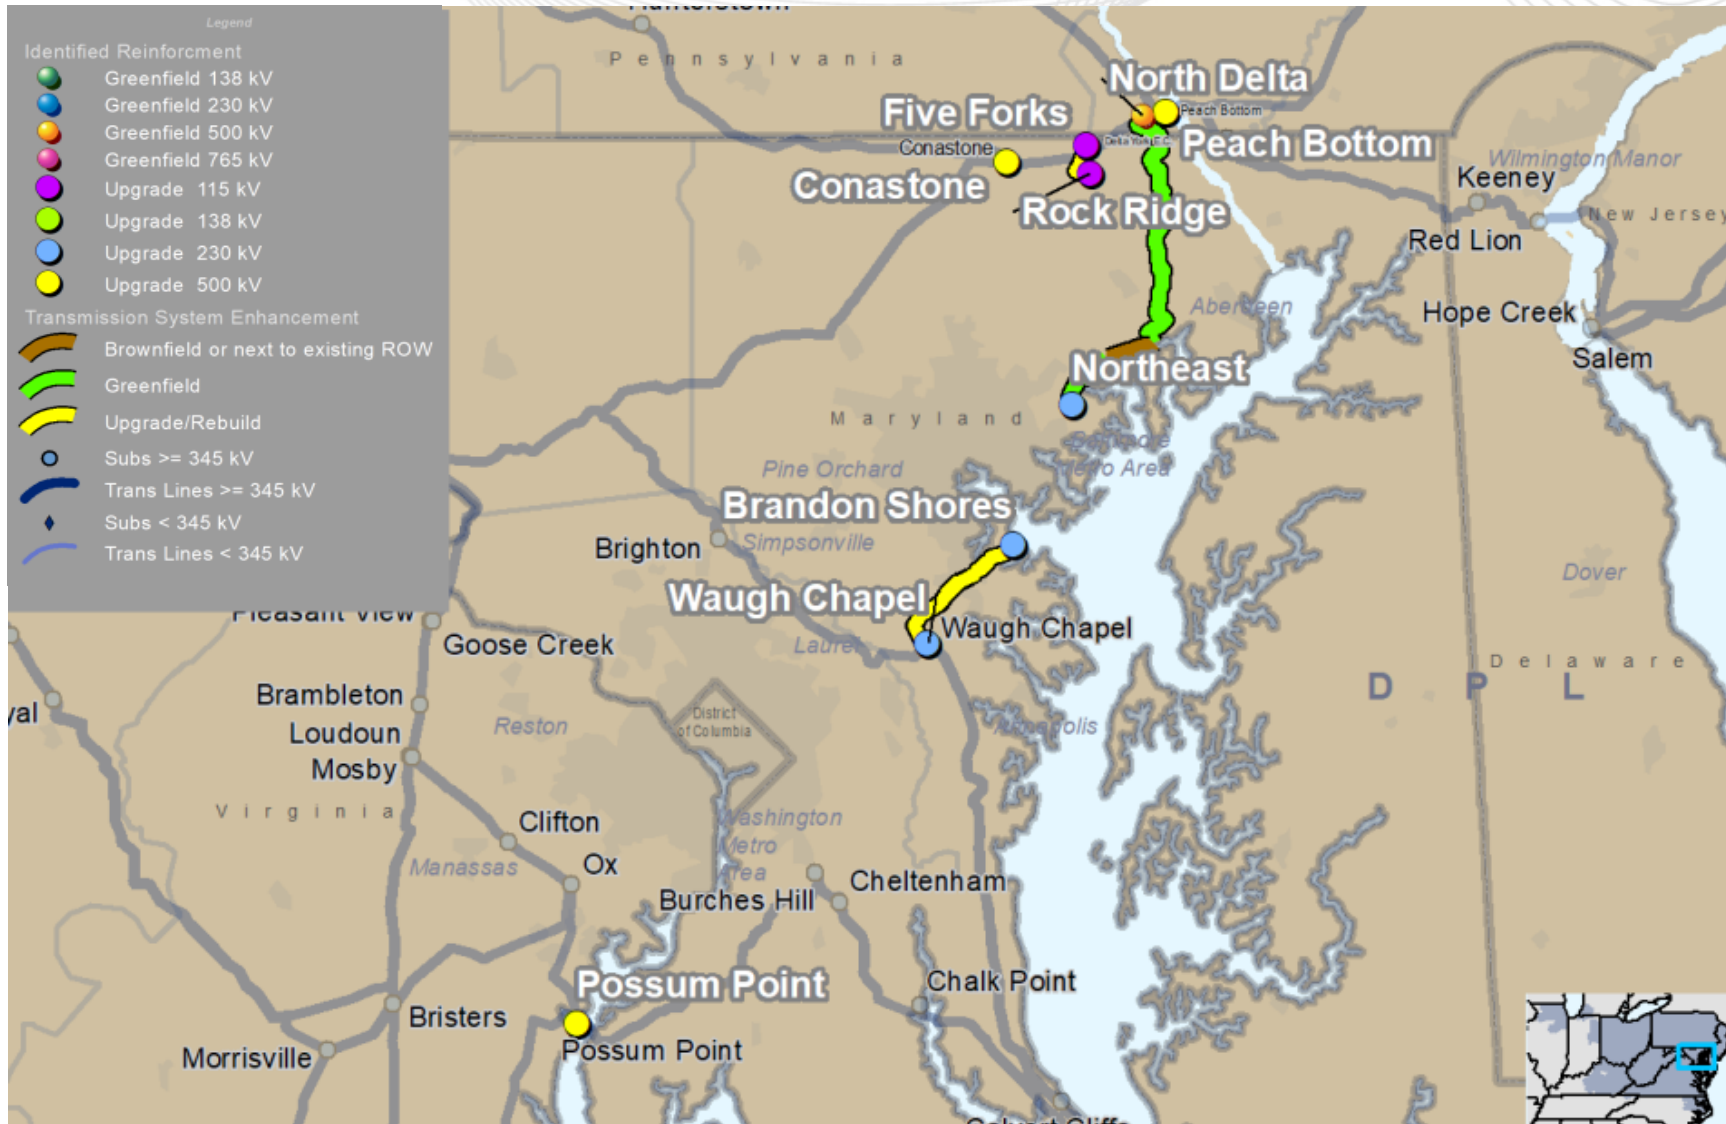 Legend
Identified Reinforcment
Greenfield 138 kV
Greenfield 230 kV
Greenfield 500 kV
Greenfield 765 kV
Upgrade 115 kV
Upgrade 138 kV
Upgrade 230 kV
Upgrade 500 kV
Transmission System Enhancement
Brownfield or next to existing ROW
Greenfield
Upgrade/Rebuild
Subs >= 345 kV
Trans Lines >= 345 kV
Subs < 345 kV
Trans Lines < 345 kV
Pennsylvania
North Delta
Five Forks
Peach Bottom
Conastone
Peach Bottom
Conastone
Rock Ridge
Wilmington Manor
Keeney
New Jersey
Red Lion
Aberdeen
Hope Creek
Salem
Northeast
Maryland
Pine Orchard
Brandon Shores
Brighton
Simpsonville
Dover
Waugh Chapel
Waugh Chapel
Pleasant View
Goose Creek
Laurel
Delaware
DPL
Brambleton
District
of Columbia
Reston
Loudoun
Mosby
Virginia
Washington
Metro
Area
Clifton
Manassas
Ox
Cheltenham
Burches Hill
Possum Point
Chalk Point
Bristers
Possum Point
Morrisville